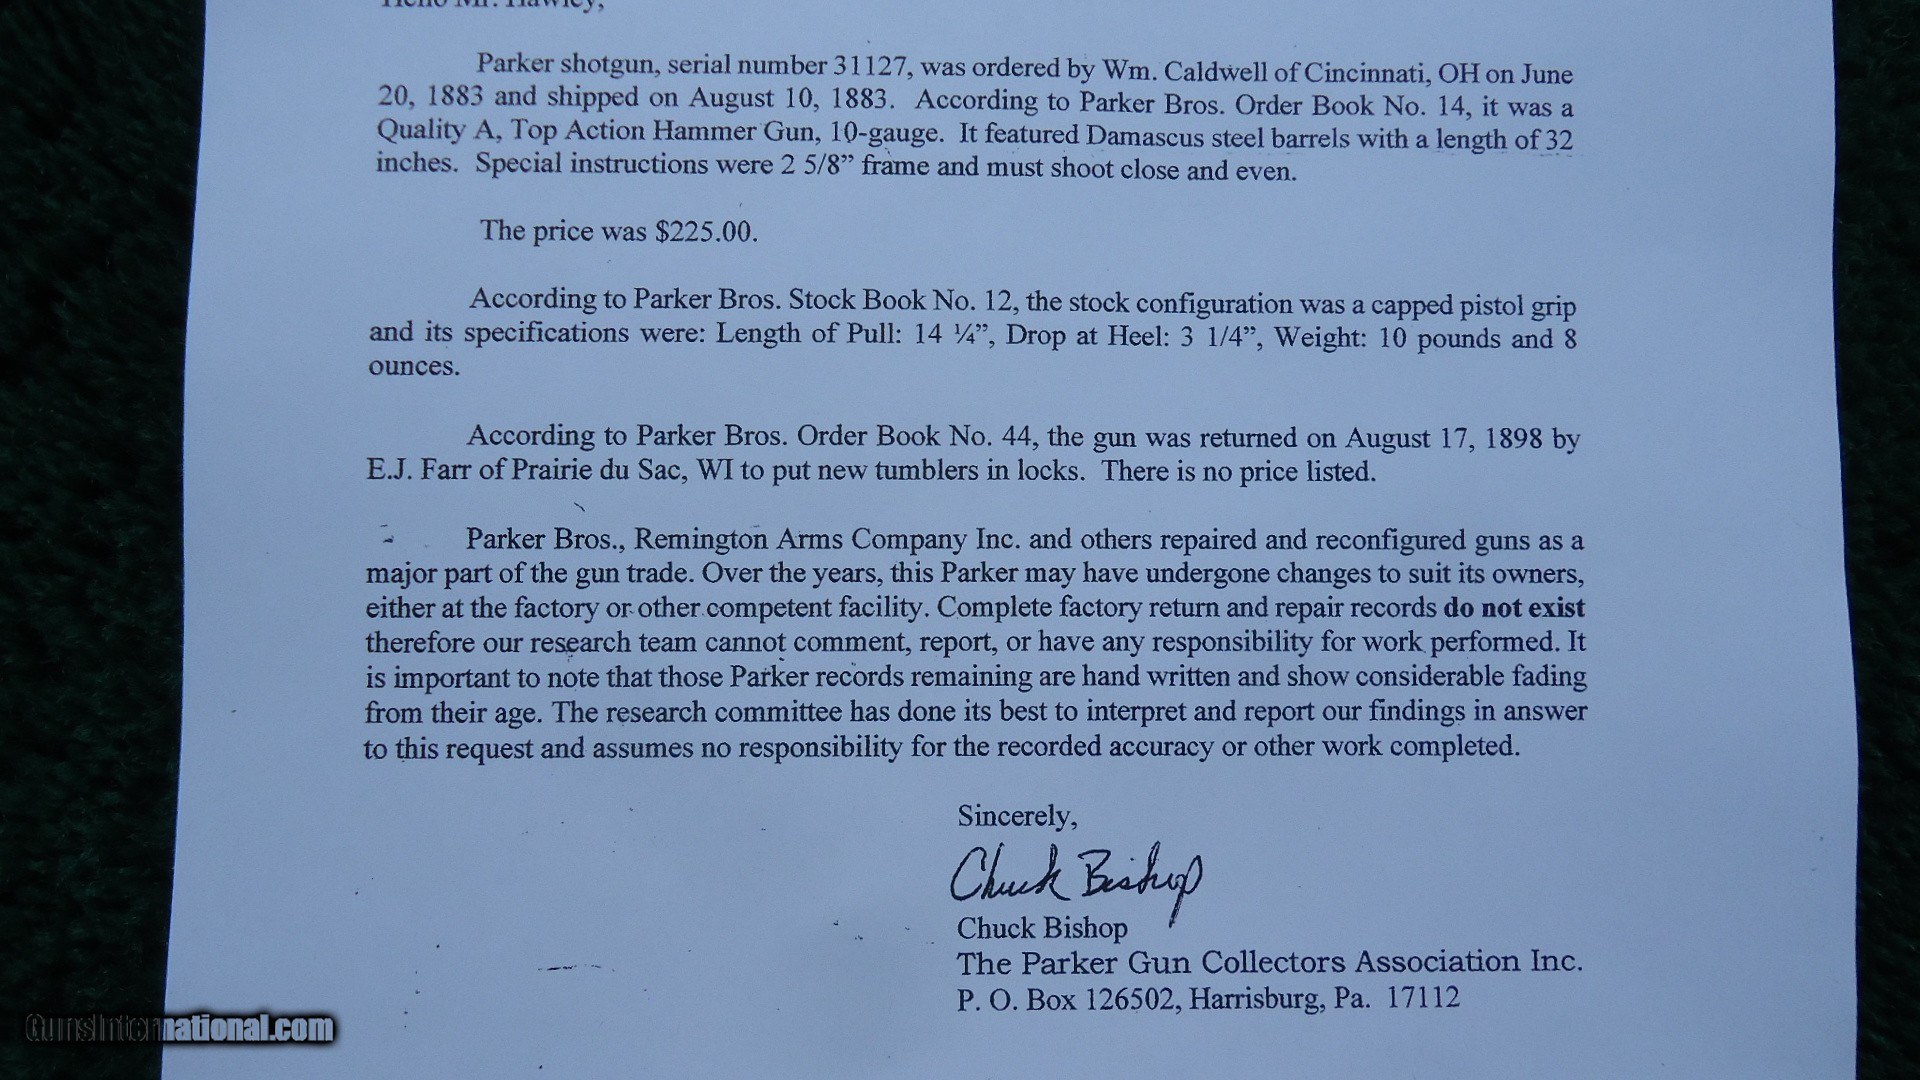 Hello Mr. Hawley,
Parker shotgun, serial number 31127, was ordered by Wm. Caldwell of Cincinnati, OH on June
20, 1883 and shipped on August 10, 1883. According to Parker Bros. Order Book No. 14, it was a
Quality A, Top Action Hammer Gun, 10-gauge. It featured Damascus steel barrels with a length of 32
inches. Special instructions were 2 5/8” frame and must shoot close and even.
The price was $225.00.
According to Parker Bros. Stock Book No. 12, the stock configuration was a capped pistol grip
and its specifications were: Length of Pull: 14 ¼”, Drop at Heel: 3 1/4”, Weight: 10 pounds and 8
ounces.
According to Parker Bros. Order Book No. 44, the gun was returned on August 17, 1898 by
E.J. Farr of Prairie du Sac, WI to put new tumblers in locks. There is no price listed.
Parker Bros., Remington Arms Company Inc. and others repaired and reconfigured guns as a
major part of the gun trade. Over the years, this Parker may have undergone changes to suit its owners,
either at the factory or other competent facility. Complete factory return and repair records do not exist
therefore our research team cannot comment, report, or have any responsibility for work performed. It
is important to note that those Parker records remaining are hand written and show considerable fading
from their age. The research committee has done its best to interpret and report our findings in answer
to this request and assumes no responsibility for the recorded accuracy or other work completed.
Sincerely,
Chuck Bishop
Chuck Bishop
The Parker Gun Collectors Association Inc.
P. O. Box 126502, Harrisburg, Pa. 17112
GunsInternational.com